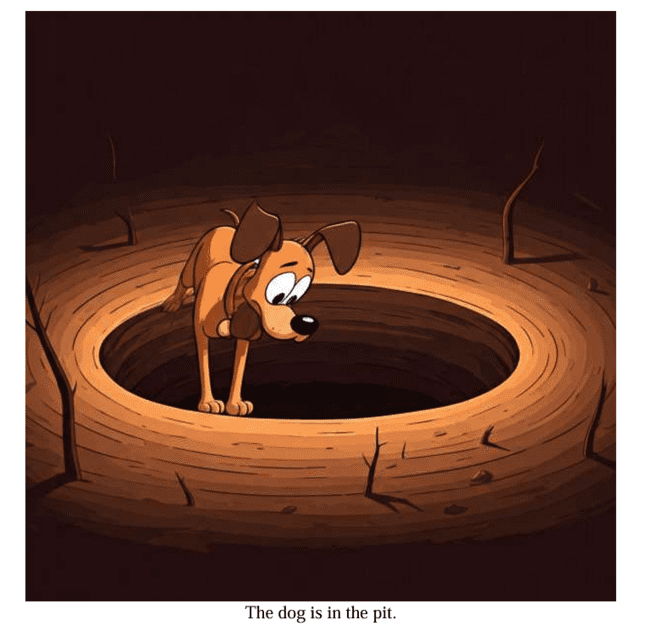 The dog is in the pit.